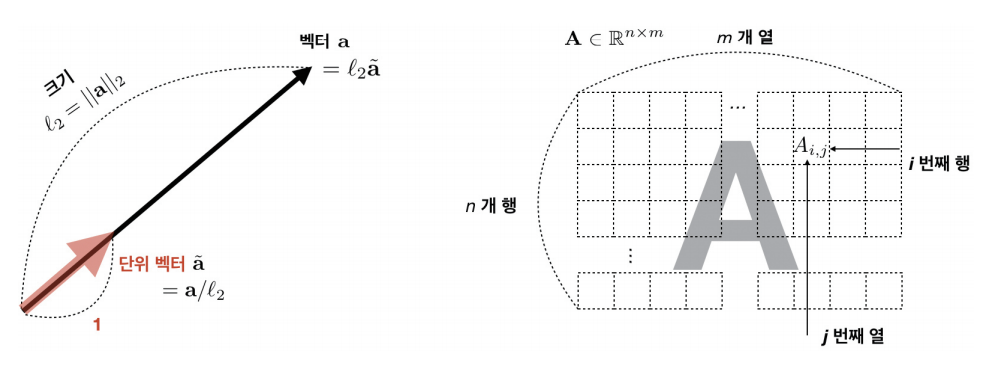 벡터 a
= ℓ₂ã
크기
ℓ₂ = ||a||₂
단위 벡터 ã
= a/ℓ₂
1
A ∈ ℝⁿˣᵐ
m 개 열
...
A
A_{i,j}
i 번째 행
n 개 행
⋮
j 번째 열